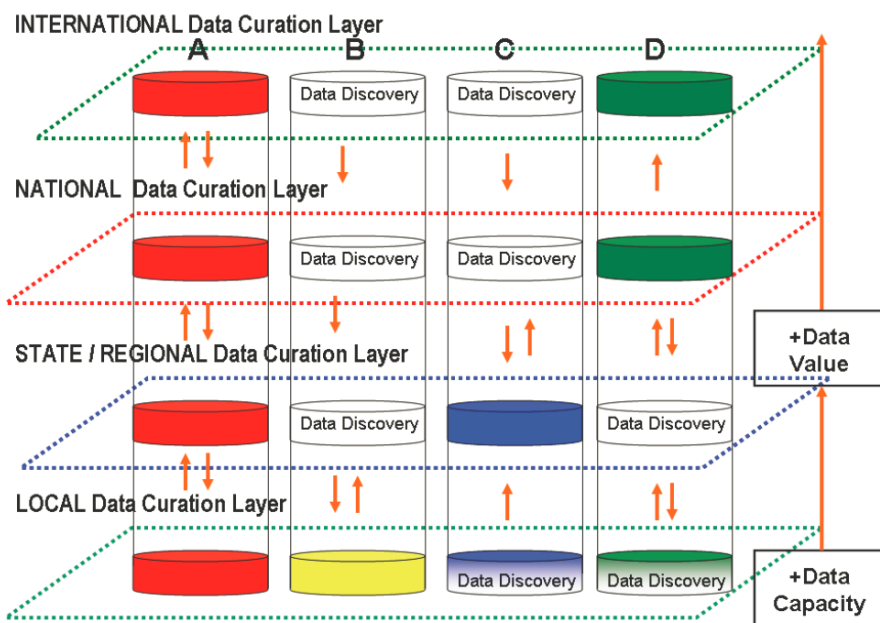 INTERNATIONAL Data Curation Layer
A B C D
Data Discovery Data Discovery
NATIONAL Data Curation Layer
Data Discovery Data Discovery
+Data
Value
STATE / REGIONAL Data Curation Layer
Data Discovery Data Discovery
LOCAL Data Curation Layer
Data Discovery Data Discovery
+Data
Capacity